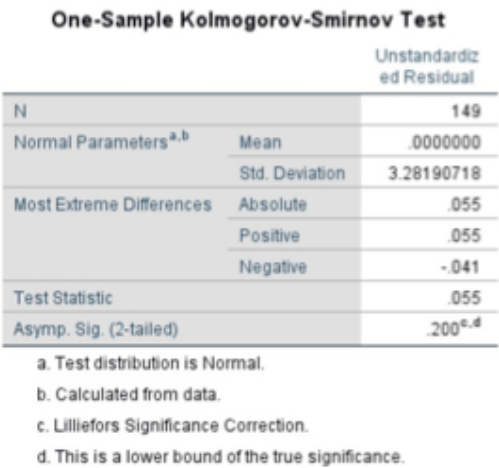 One-Sample Kolmogorov-Smirnov Test
Unstandardiz
ed Residual
N 149
Normal Parameters a,b Mean .0000000
Std. Deviation 3.28190718
Most Extreme Differences Absolute .055
Positive .055
Negative -.041
Test Statistic .055
Asymp. Sig. (2-tailed) .200 c,d
a. Test distribution is Normal.
b. Calculated from data.
c. Lilliefors Significance Correction.
d. This is a lower bound of the true significance.